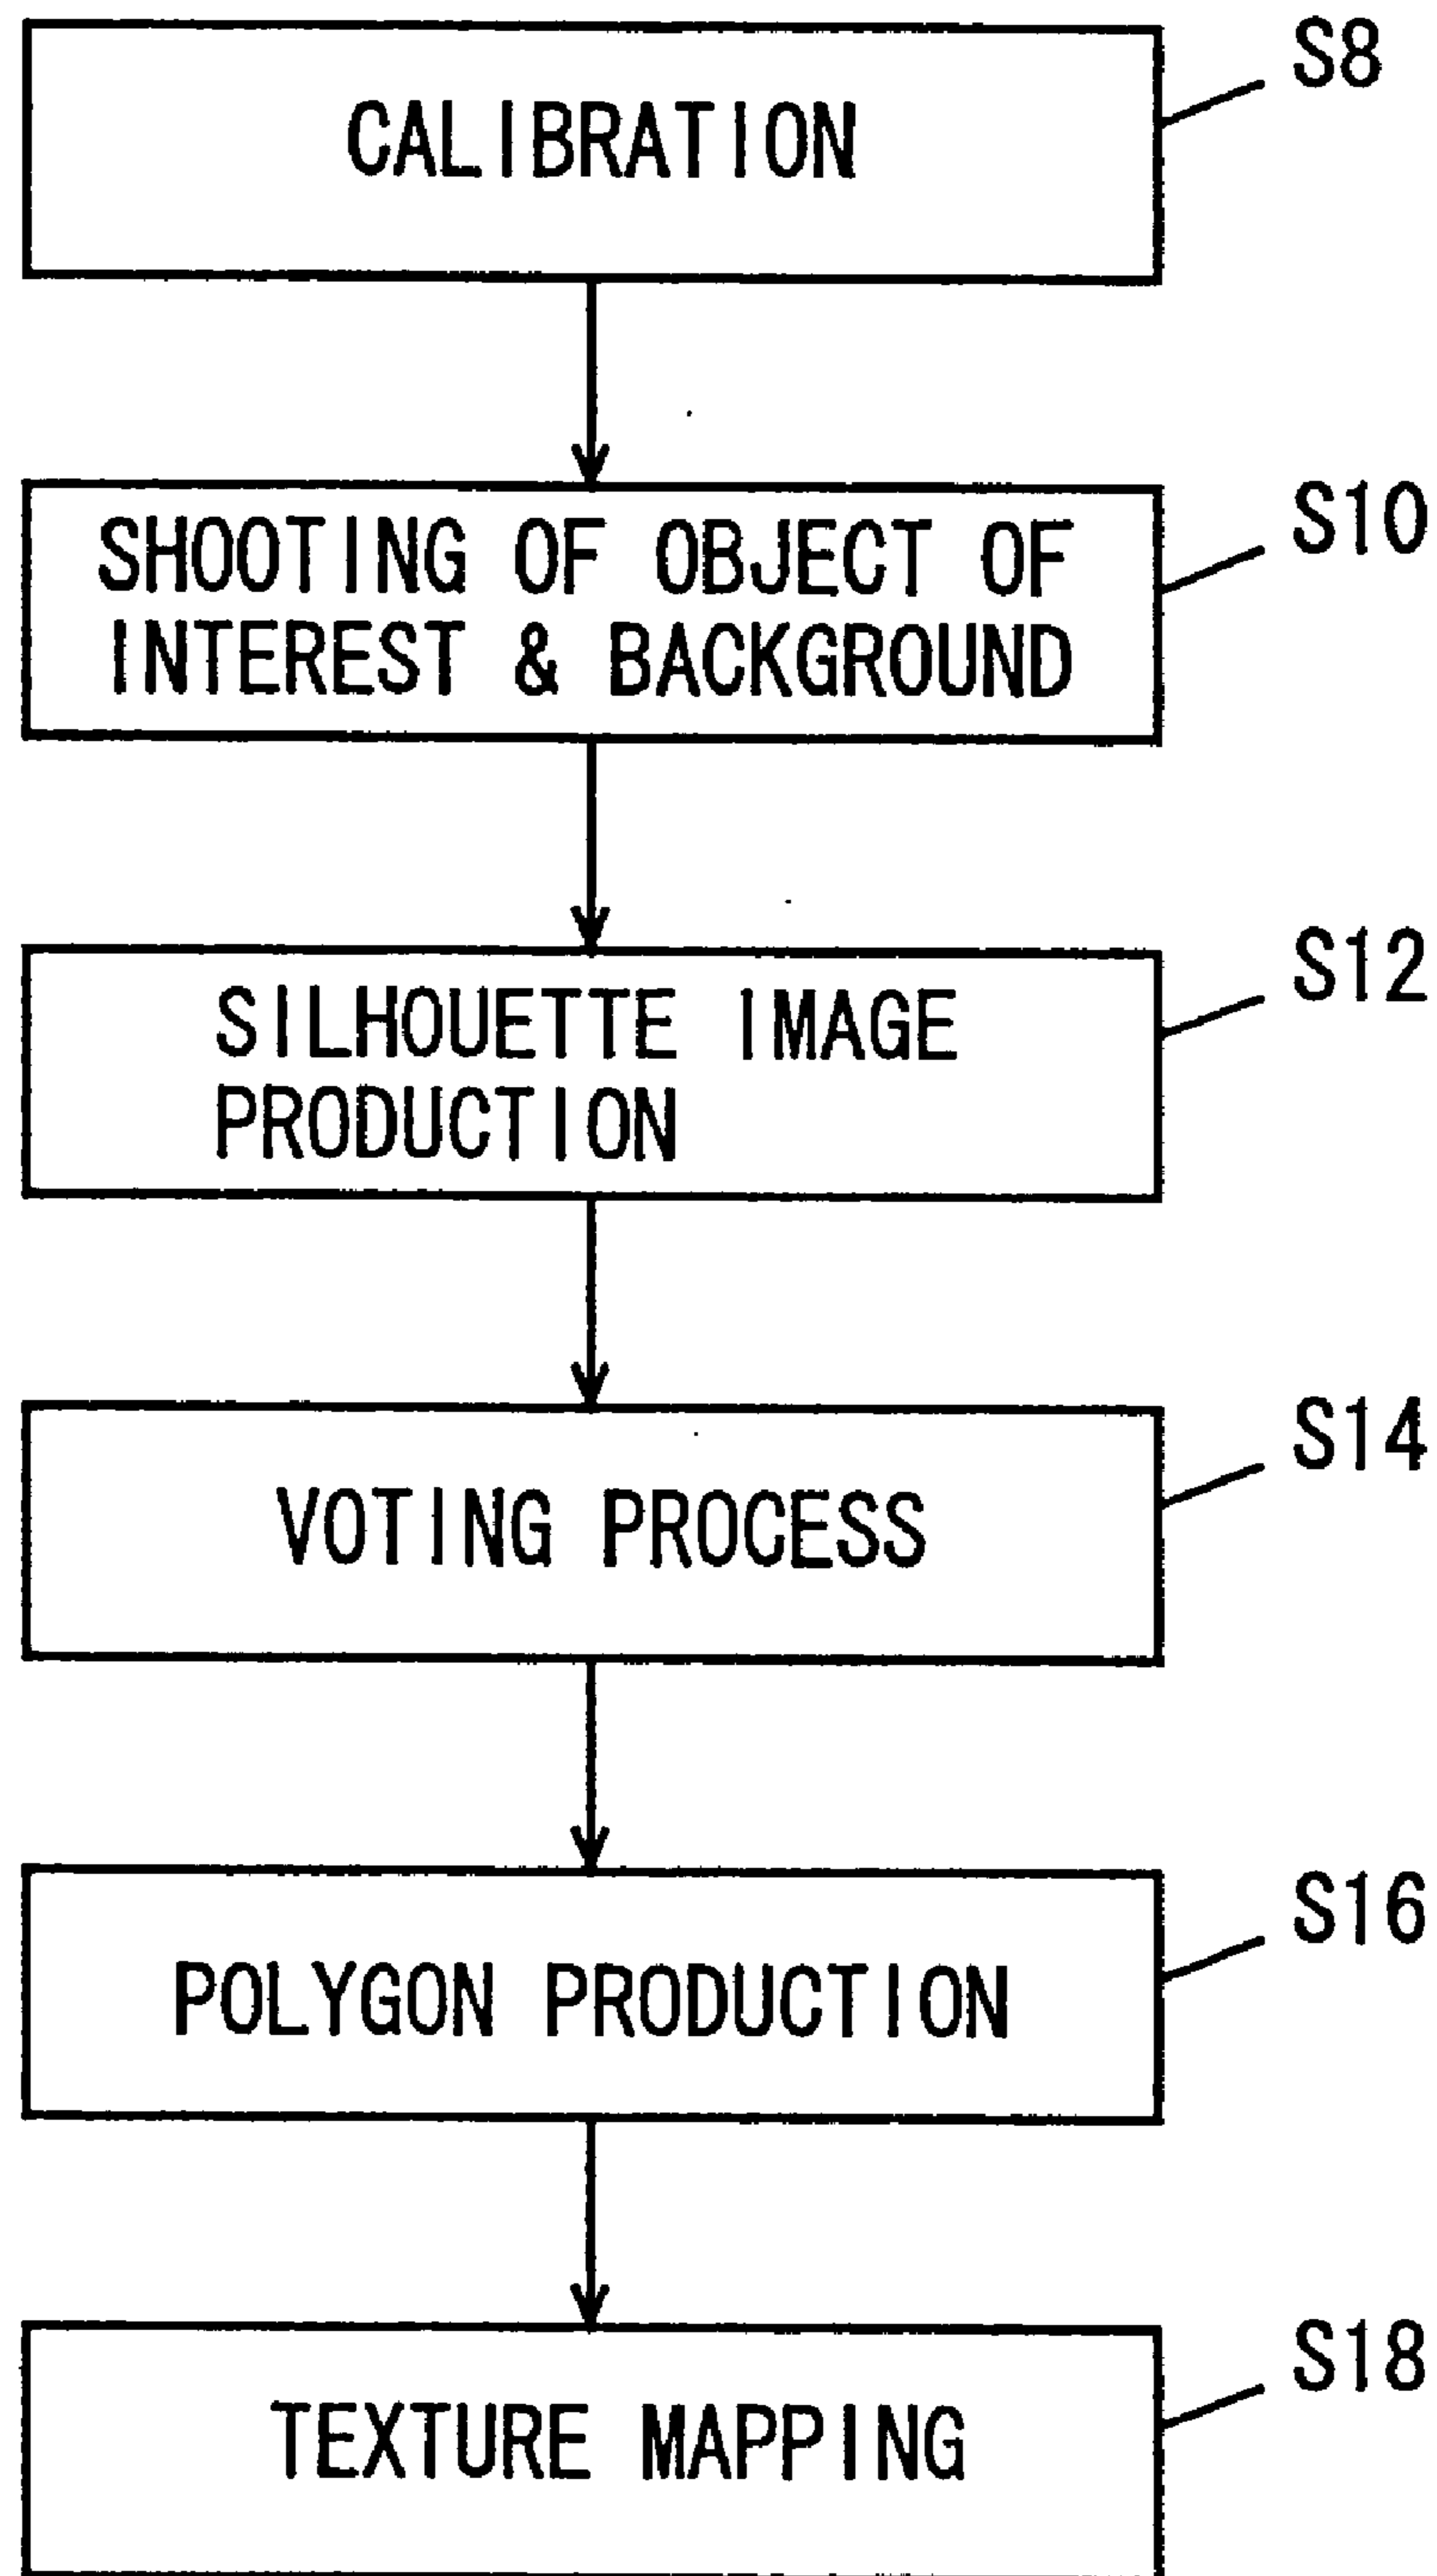 CALIBRATION
S8
SHOOTING OF OBJECT OF
INTEREST & BACKGROUND
S10
SILHOUETTE IMAGE
PRODUCTION
S12
VOTING PROCESS
S14
POLYGON PRODUCTION
S16
TEXTURE MAPPING
S18